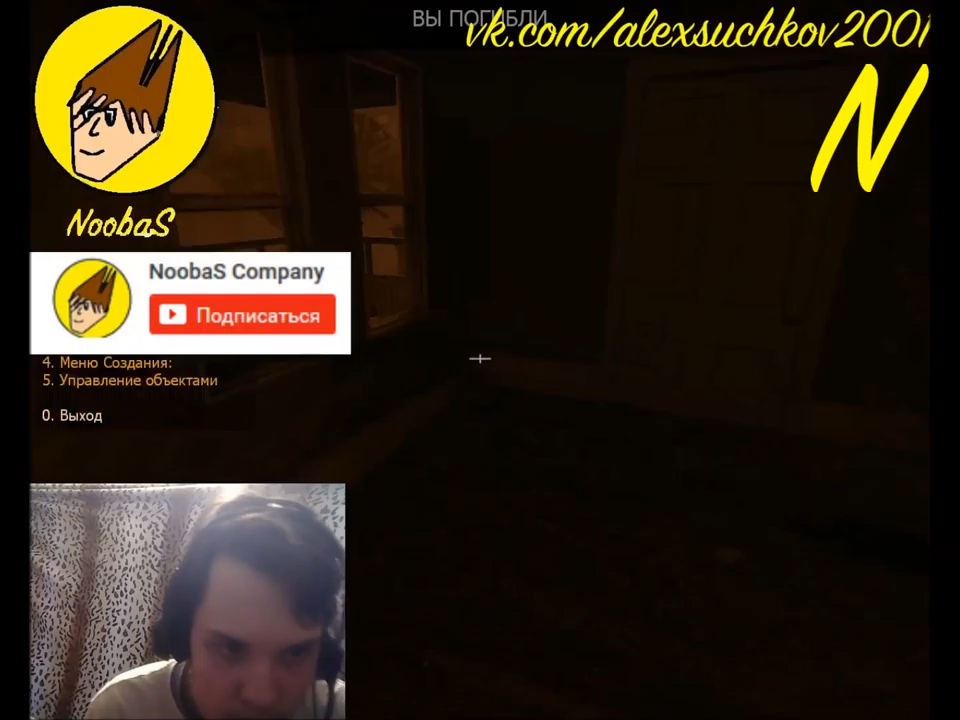 ВЫ ПОГИБЛИ
vk.com/alexsuchkov2001
N
NoobaS
NoobaS Company
Подписаться
4. Меню Создания:
5. Управление объектами
0. Выход